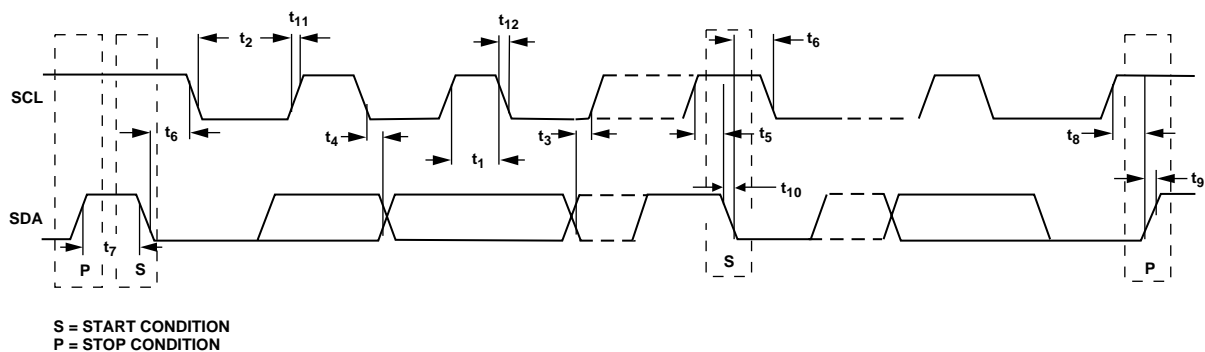 t11
t12
t2
t6
SCL
t6
t4
t3
t5
t8
t1
t9
t10
SDA
t7
P
S
S
P
S = START CONDITION
P = STOP CONDITION